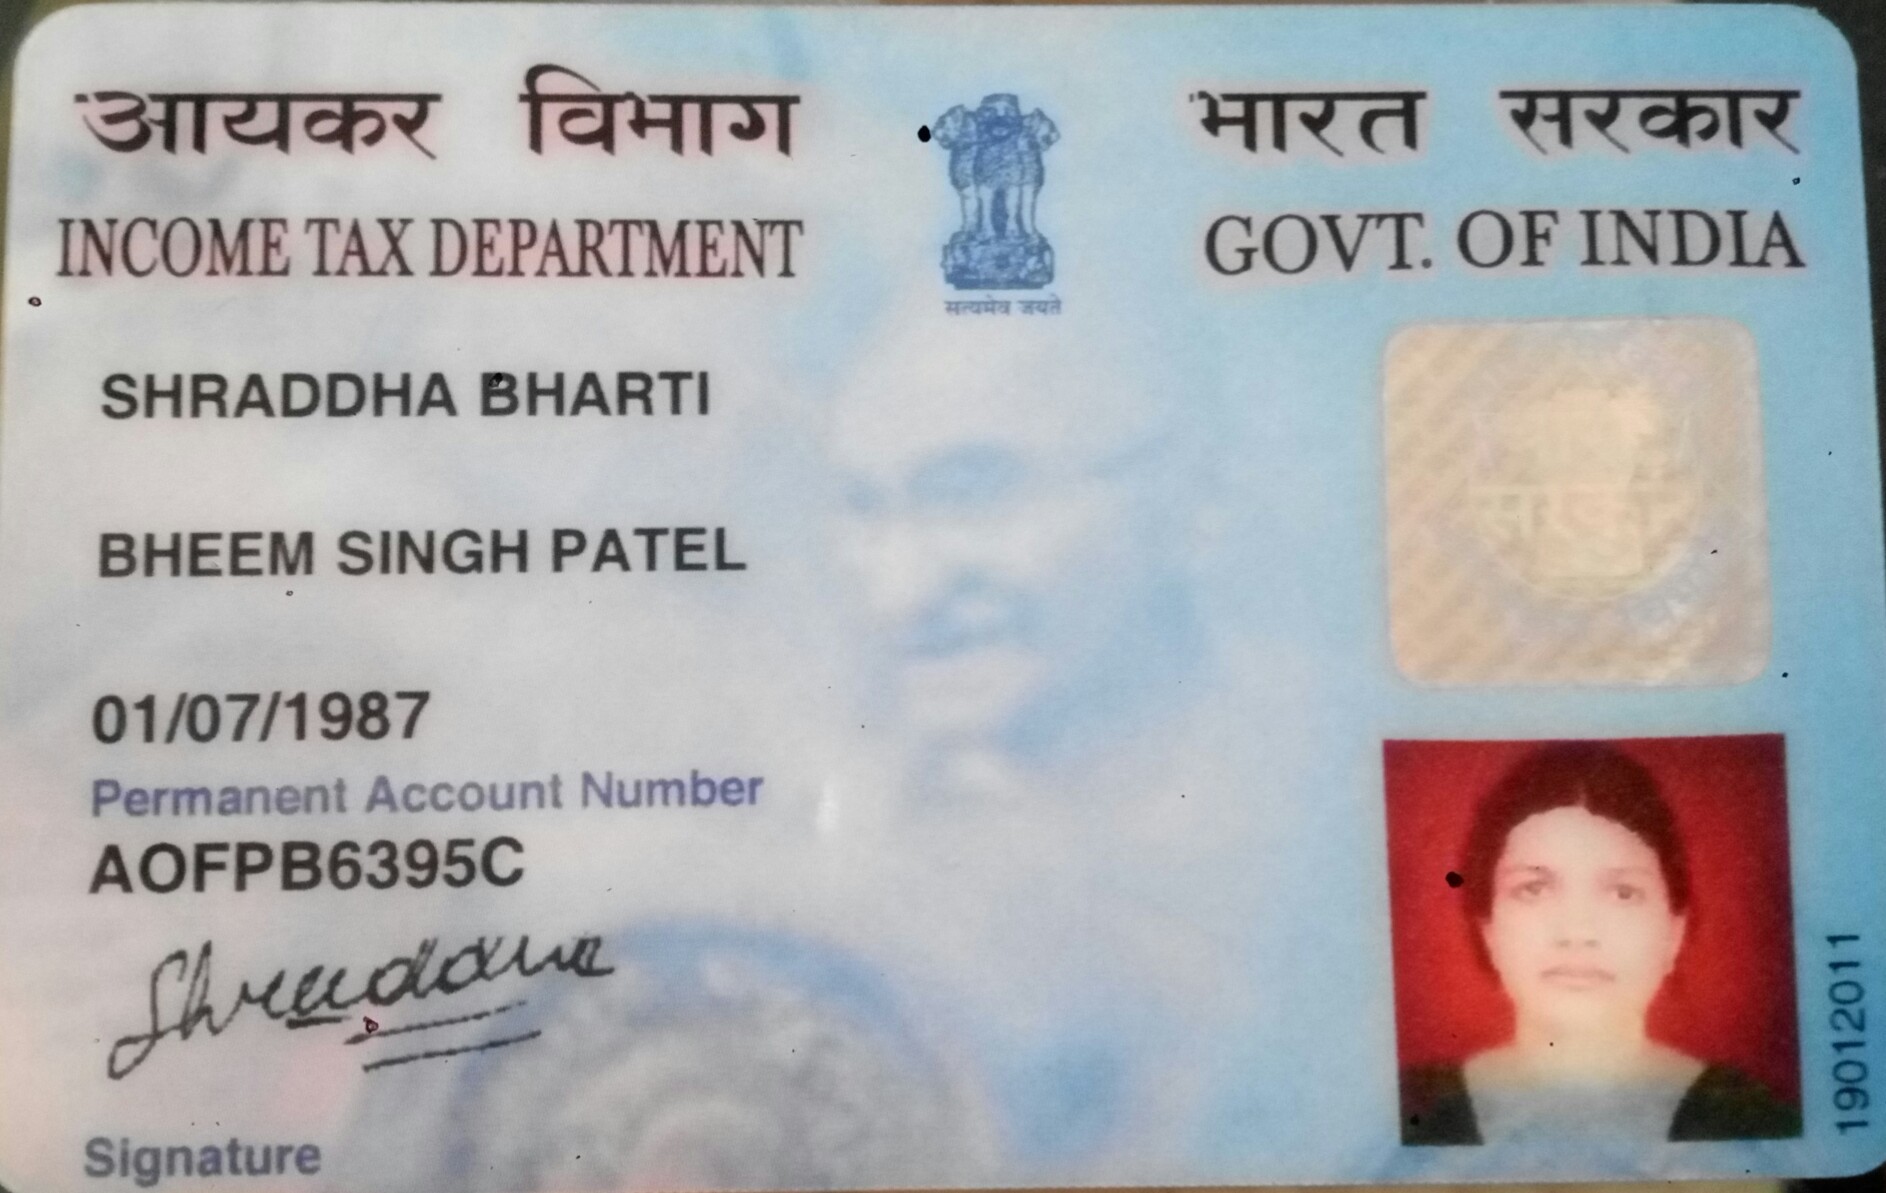 आयकर विभाग
भारत सरकार
INCOME TAX DEPARTMENT
GOVT. OF INDIA
सत्यमेव जयते
SHRADDHA BHARTI
सरकार
BHEEM SINGH PATEL
01/07/1987
Permanent Account Number
AOFPB6395C
Shraddha
19012011
Signature